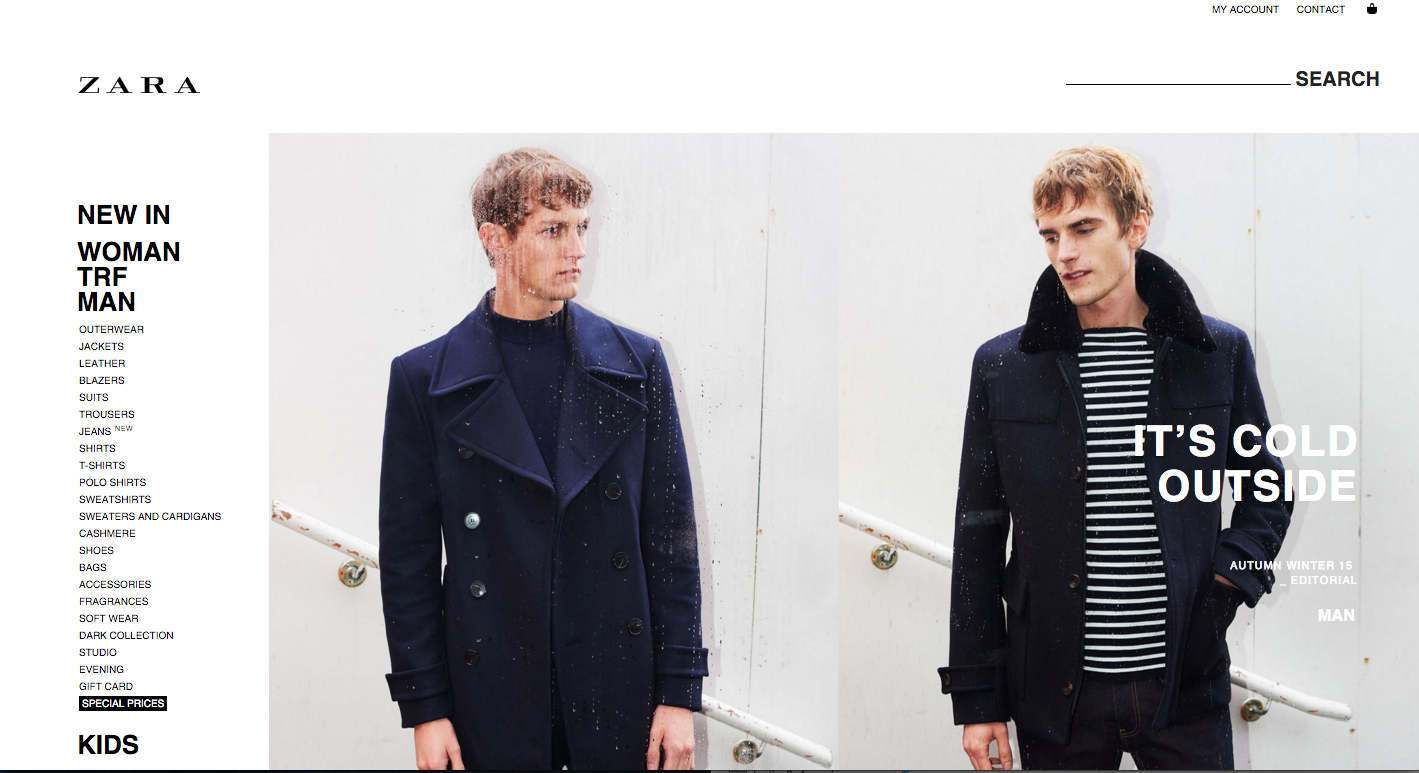 MY ACCOUNT CONTACT
ZARA
SEARCH
NEW IN
WOMAN
TRF
MAN
OUTERWEAR
JACKETS
LEATHER
BLAZERS
SUITS
TROUSERS
JEANS NEW
SHIRTS
T-SHIRTS
POLO SHIRTS
SWEATSHIRTS
SWEATERS AND CARDIGANS
CASHMERE
SHOES
BAGS
ACCESSORIES
FRAGRANCES
SOFT WEAR
DARK COLLECTION
STUDIO
EVENING
GIFT CARD
SPECIAL PRICES
KIDS
IT'S COLD
OUTSIDE
AUTUMN WINTER 15
_ EDITORIAL
MAN